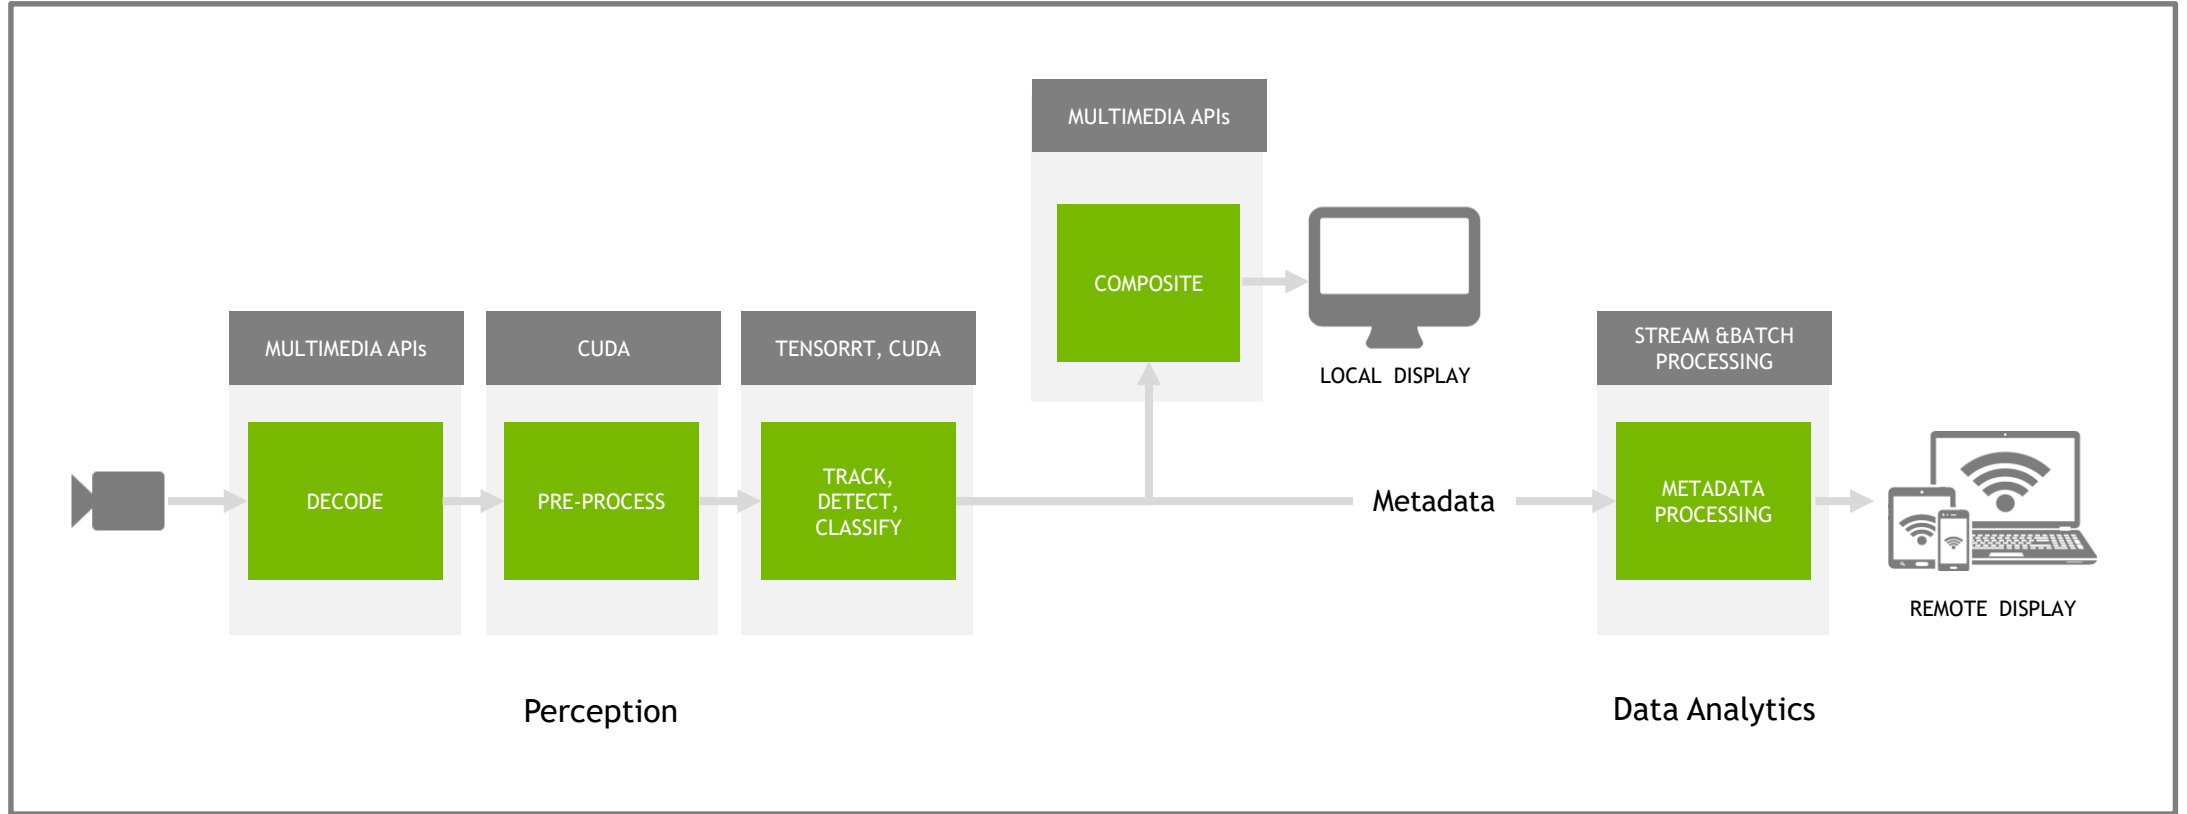 MULTIMEDIA APIs
COMPOSITE
LOCAL DISPLAY
MULTIMEDIA APIs
DECODE
CUDA
PRE-PROCESS
TENSORRT, CUDA
TRACK,
DETECT,
CLASSIFY
Metadata
STREAM &BATCH
PROCESSING
METADATA
PROCESSING
REMOTE DISPLAY
Perception
Data Analytics